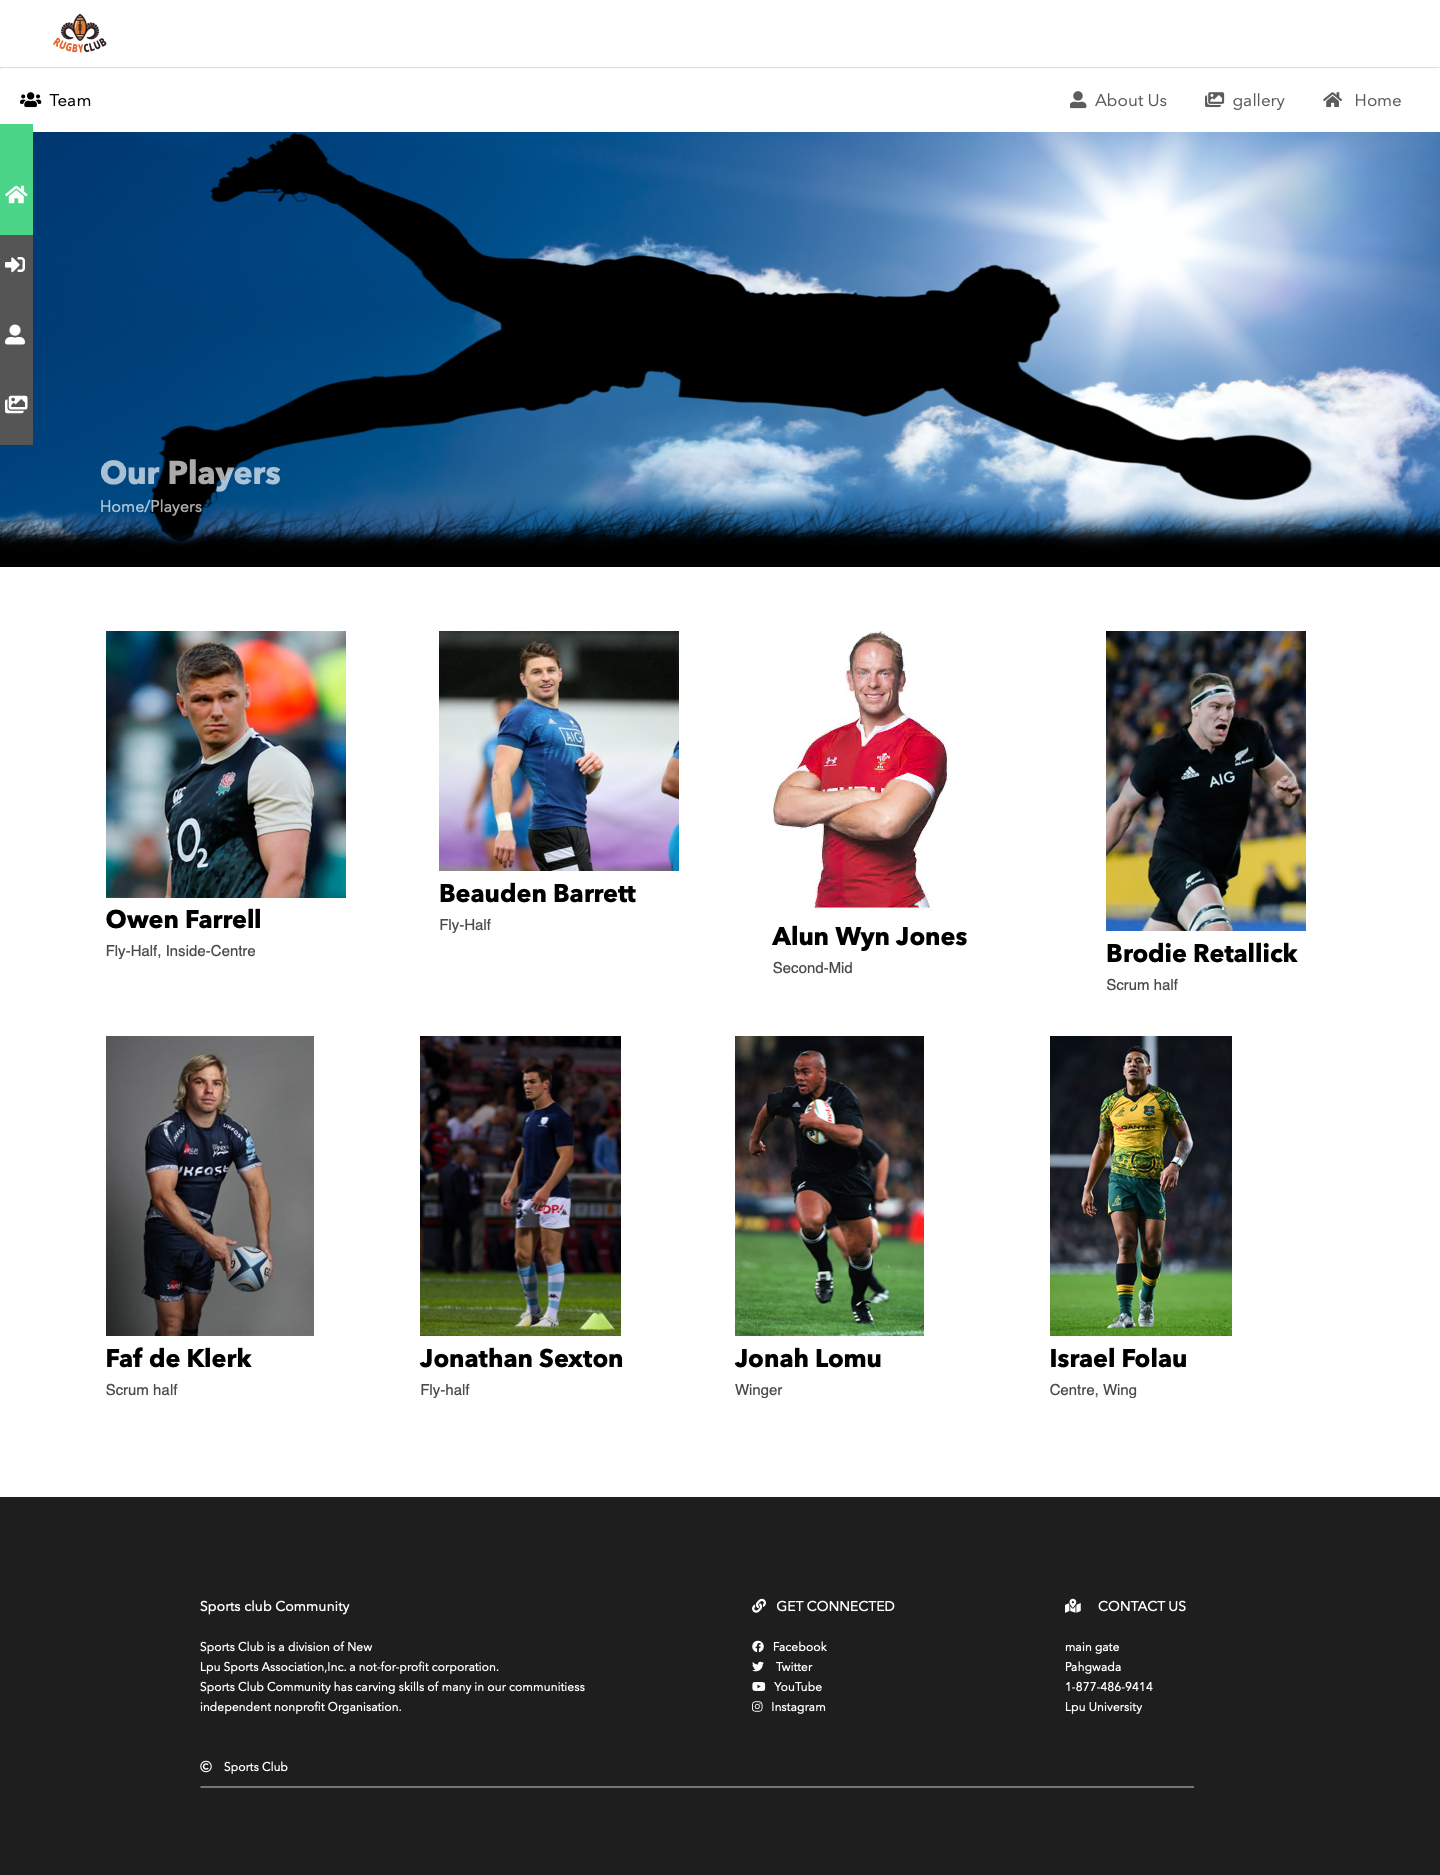 RUGBYCLUB
Team
About Us
gallery
Home
Our Players
Home/Players
O2
AIG
AIG
Owen Farrell
Fly-Half, Inside-Centre
Beauden Barrett
Fly-Half
Alun Wyn Jones
Second-Mid
Brodie Retallick
Scrum half
UKFOST
QANTAS
Faf de Klerk
Scrum half
Jonathan Sexton
Fly-half
Jonah Lomu
Winger
Israel Folau
Centre, Wing
Sports club Community
Sports Club is a division of New
Lpu Sports Association,Inc. a not-for-profit corporation.
Sports Club Community has carving skills of many in our communitiess
independent nonprofit Organisation.
GET CONNECTED
Facebook
Twitter
YouTube
Instagram
CONTACT US
main gate
Pahgwada
1-877-486-9414
Lpu University
© Sports Club